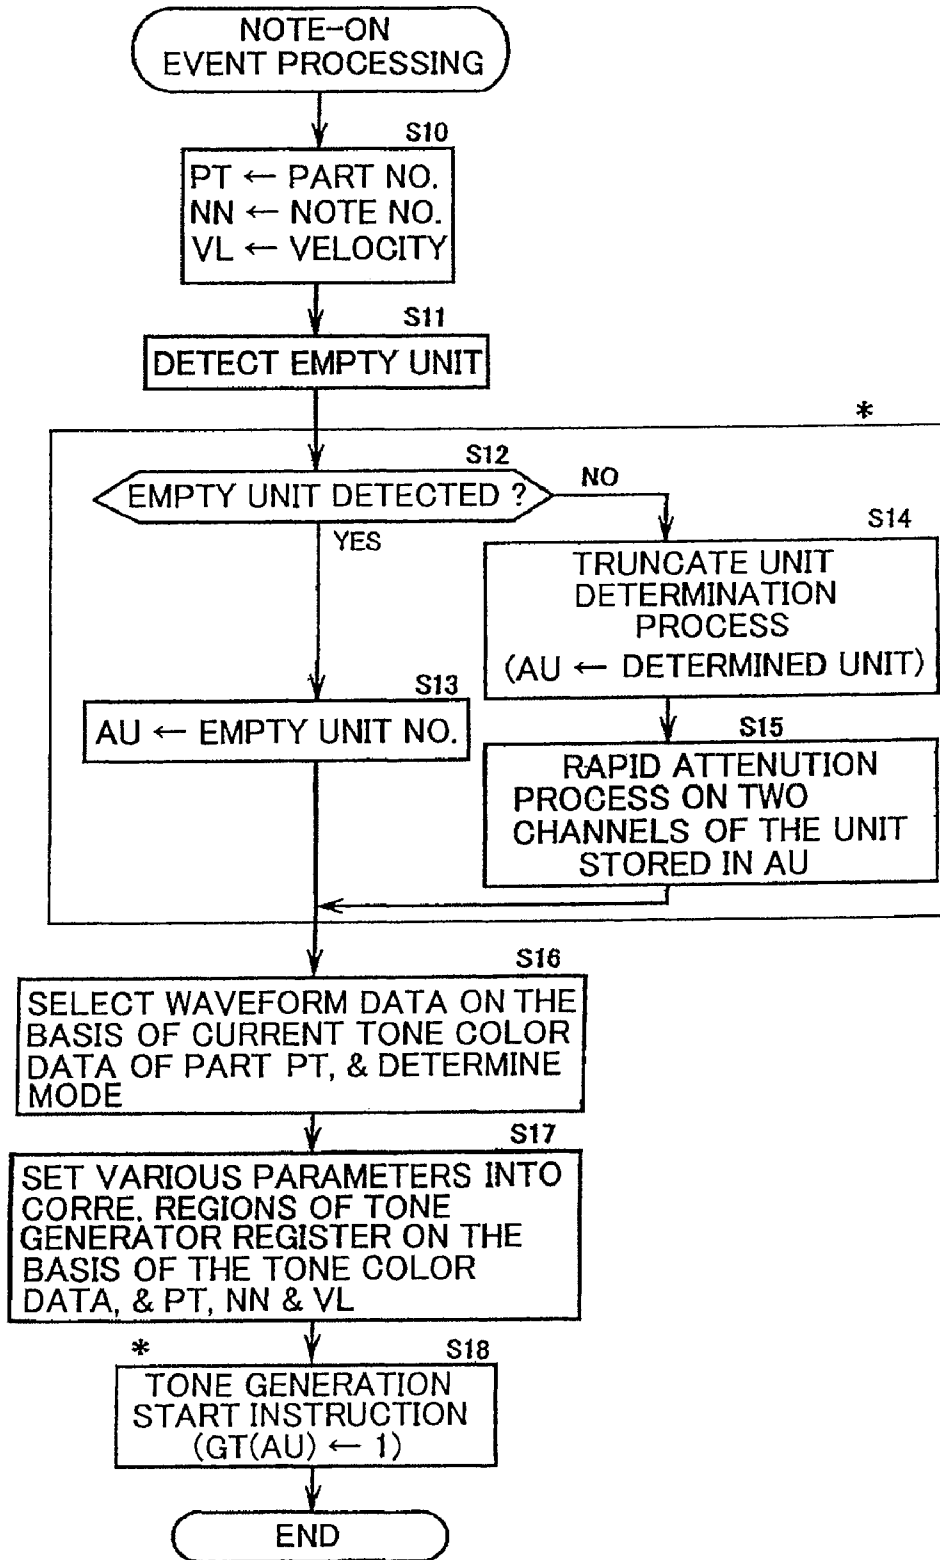 NOTE-ON
EVENT PROCESSING
S10
PT ← PART NO.
NN ← NOTE NO.
VL ← VELOCITY
S11
DETECT EMPTY UNIT
*
S12
EMPTY UNIT DETECTED ?
NO
YES
S14
TRUNCATE UNIT
DETERMINATION
PROCESS
(AU ← DETERMINED UNIT)
S13
AU ← EMPTY UNIT NO.
S15
RAPID ATTENUTION
PROCESS ON TWO
CHANNELS OF THE UNIT
STORED IN AU
S16
SELECT WAVEFORM DATA ON THE
BASIS OF CURRENT TONE COLOR
DATA OF PART PT, & DETERMINE
MODE
S17
SET VARIOUS PARAMETERS INTO
CORRE. REGIONS OF TONE
GENERATOR REGISTER ON THE
BASIS OF THE TONE COLOR
DATA, & PT, NN & VL
*
S18
TONE GENERATION
START INSTRUCTION
(GT(AU) ← 1)
END